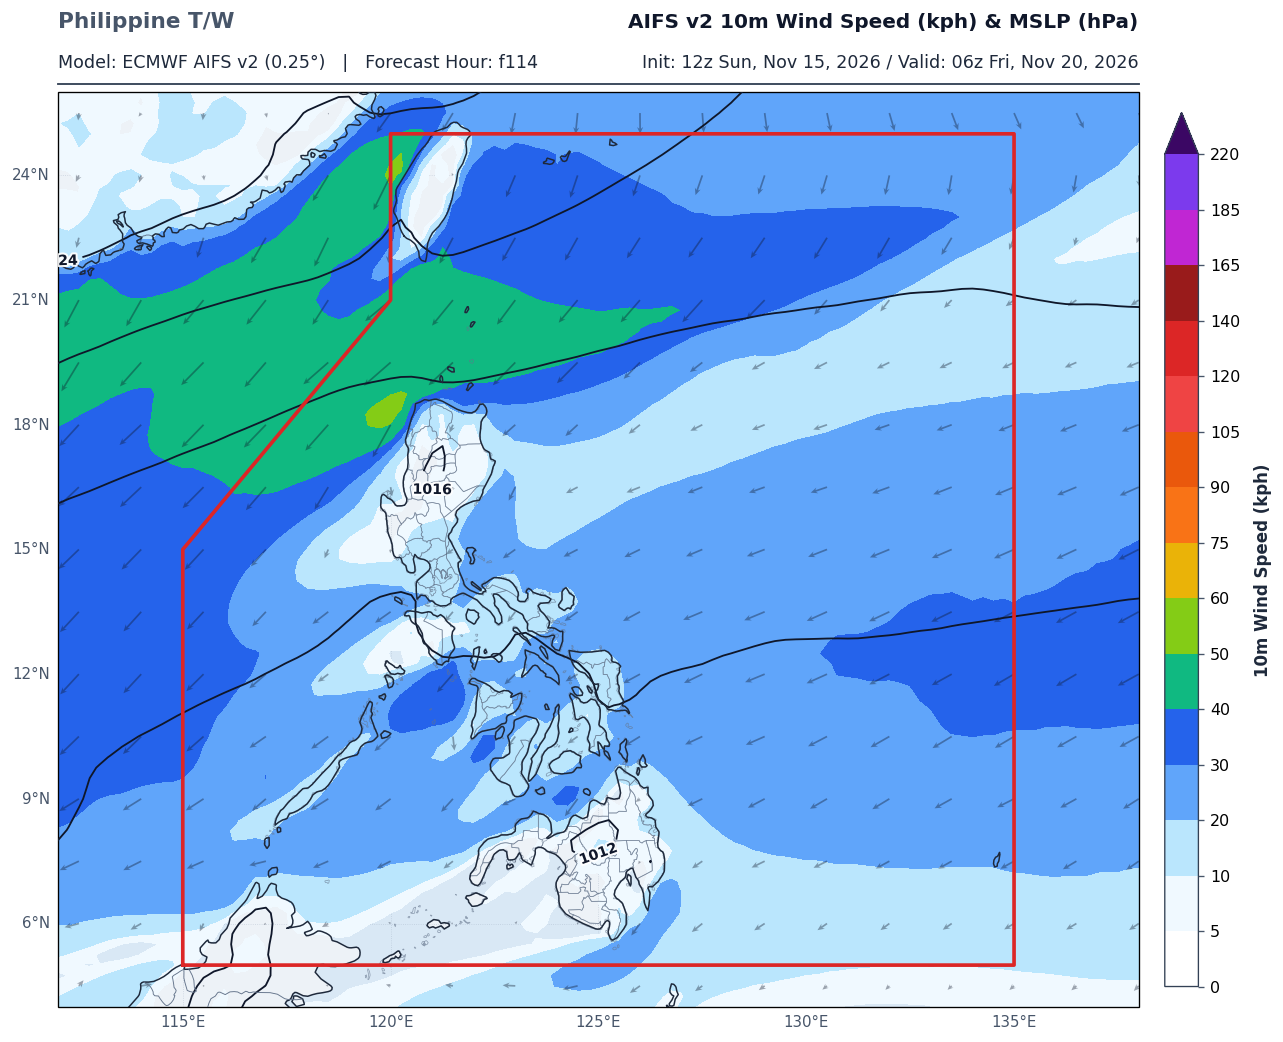 Philippine T/W
AIFS v2 10m Wind Speed (kph) & MSLP (hPa)
Model: ECMWF AIFS v2 (0.25°) | Forecast Hour: f114
Init: 12z Sun, Nov 15, 2026 / Valid: 06z Fri, Nov 20, 2026
24°N
21°N
18°N
15°N
12°N
9°N
6°N
24
1016
1012
115°E
120°E
125°E
130°E
135°E
220
185
165
140
120
105
90
75
60
50
40
30
20
10
5
0
10m Wind Speed (kph)